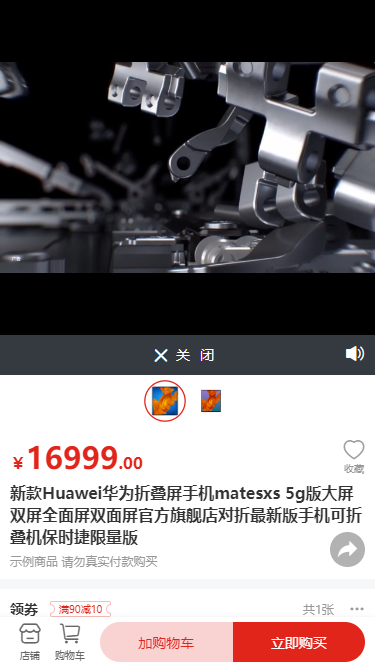 关 闭
¥16999.00
收藏
新款Huawei华为折叠屏手机matesxs 5g版大屏
双屏全面屏双面屏官方旗舰店对折最新版手机可折
叠机保时捷限量版
示例商品 请勿真实付款购买
领券 满90减10 共1张
店铺 购物车 加购物车 立即购买